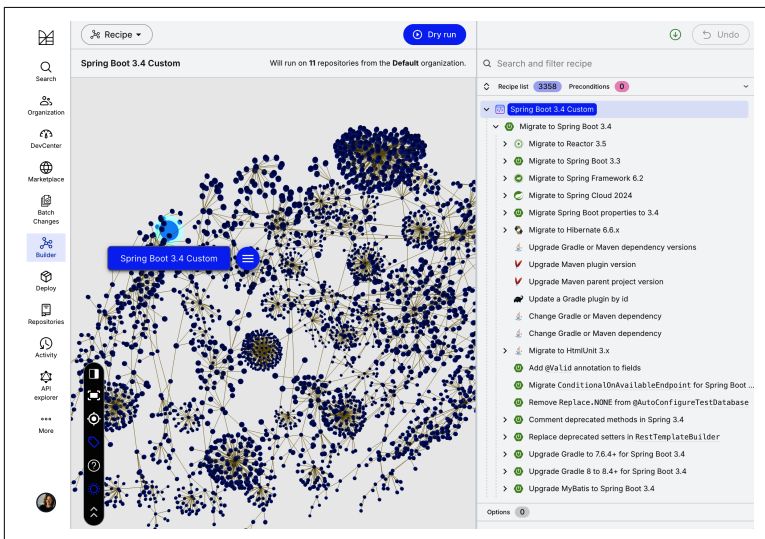 Recipe
Dry run
Undo
Spring Boot 3.4 Custom
Will run on 11 repositories from the Default organization.
Search and filter recipe
Recipe list 3358 Preconditions 0
Search
Organization
DevCenter
Marketplace
Batch
Changes
Builder
Deploy
Repositories
Activity
API
explorer
More
Spring Boot 3.4 Custom
Spring Boot 3.4 Custom
Migrate to Spring Boot 3.4
Migrate to Reactor 3.5
Migrate to Spring Boot 3.3
Migrate to Spring Framework 6.2
Migrate to Spring Cloud 2024
Migrate Spring Boot properties to 3.4
Migrate to Hibernate 6.6.x
Upgrade Gradle or Maven dependency versions
Upgrade Maven plugin version
Upgrade Maven parent project version
Update a Gradle plugin by id
Change Gradle or Maven dependency
Change Gradle or Maven dependency
Migrate to HtmlUnit 3.x
Add @Valid annotation to fields
Migrate ConditionalOnAvailableEndpoint for Spring Boot ...
Remove Replace.NONE from @AutoConfigureTestDatabase
Comment deprecated methods in Spring 3.4
Replace deprecated setters in RestTemplateBuilder
Upgrade Gradle to 7.6.4+ for Spring Boot 3.4
Upgrade Gradle 8 to 8.4+ for Spring Boot 3.4
Upgrade MyBatis to Spring Boot 3.4
Options 0